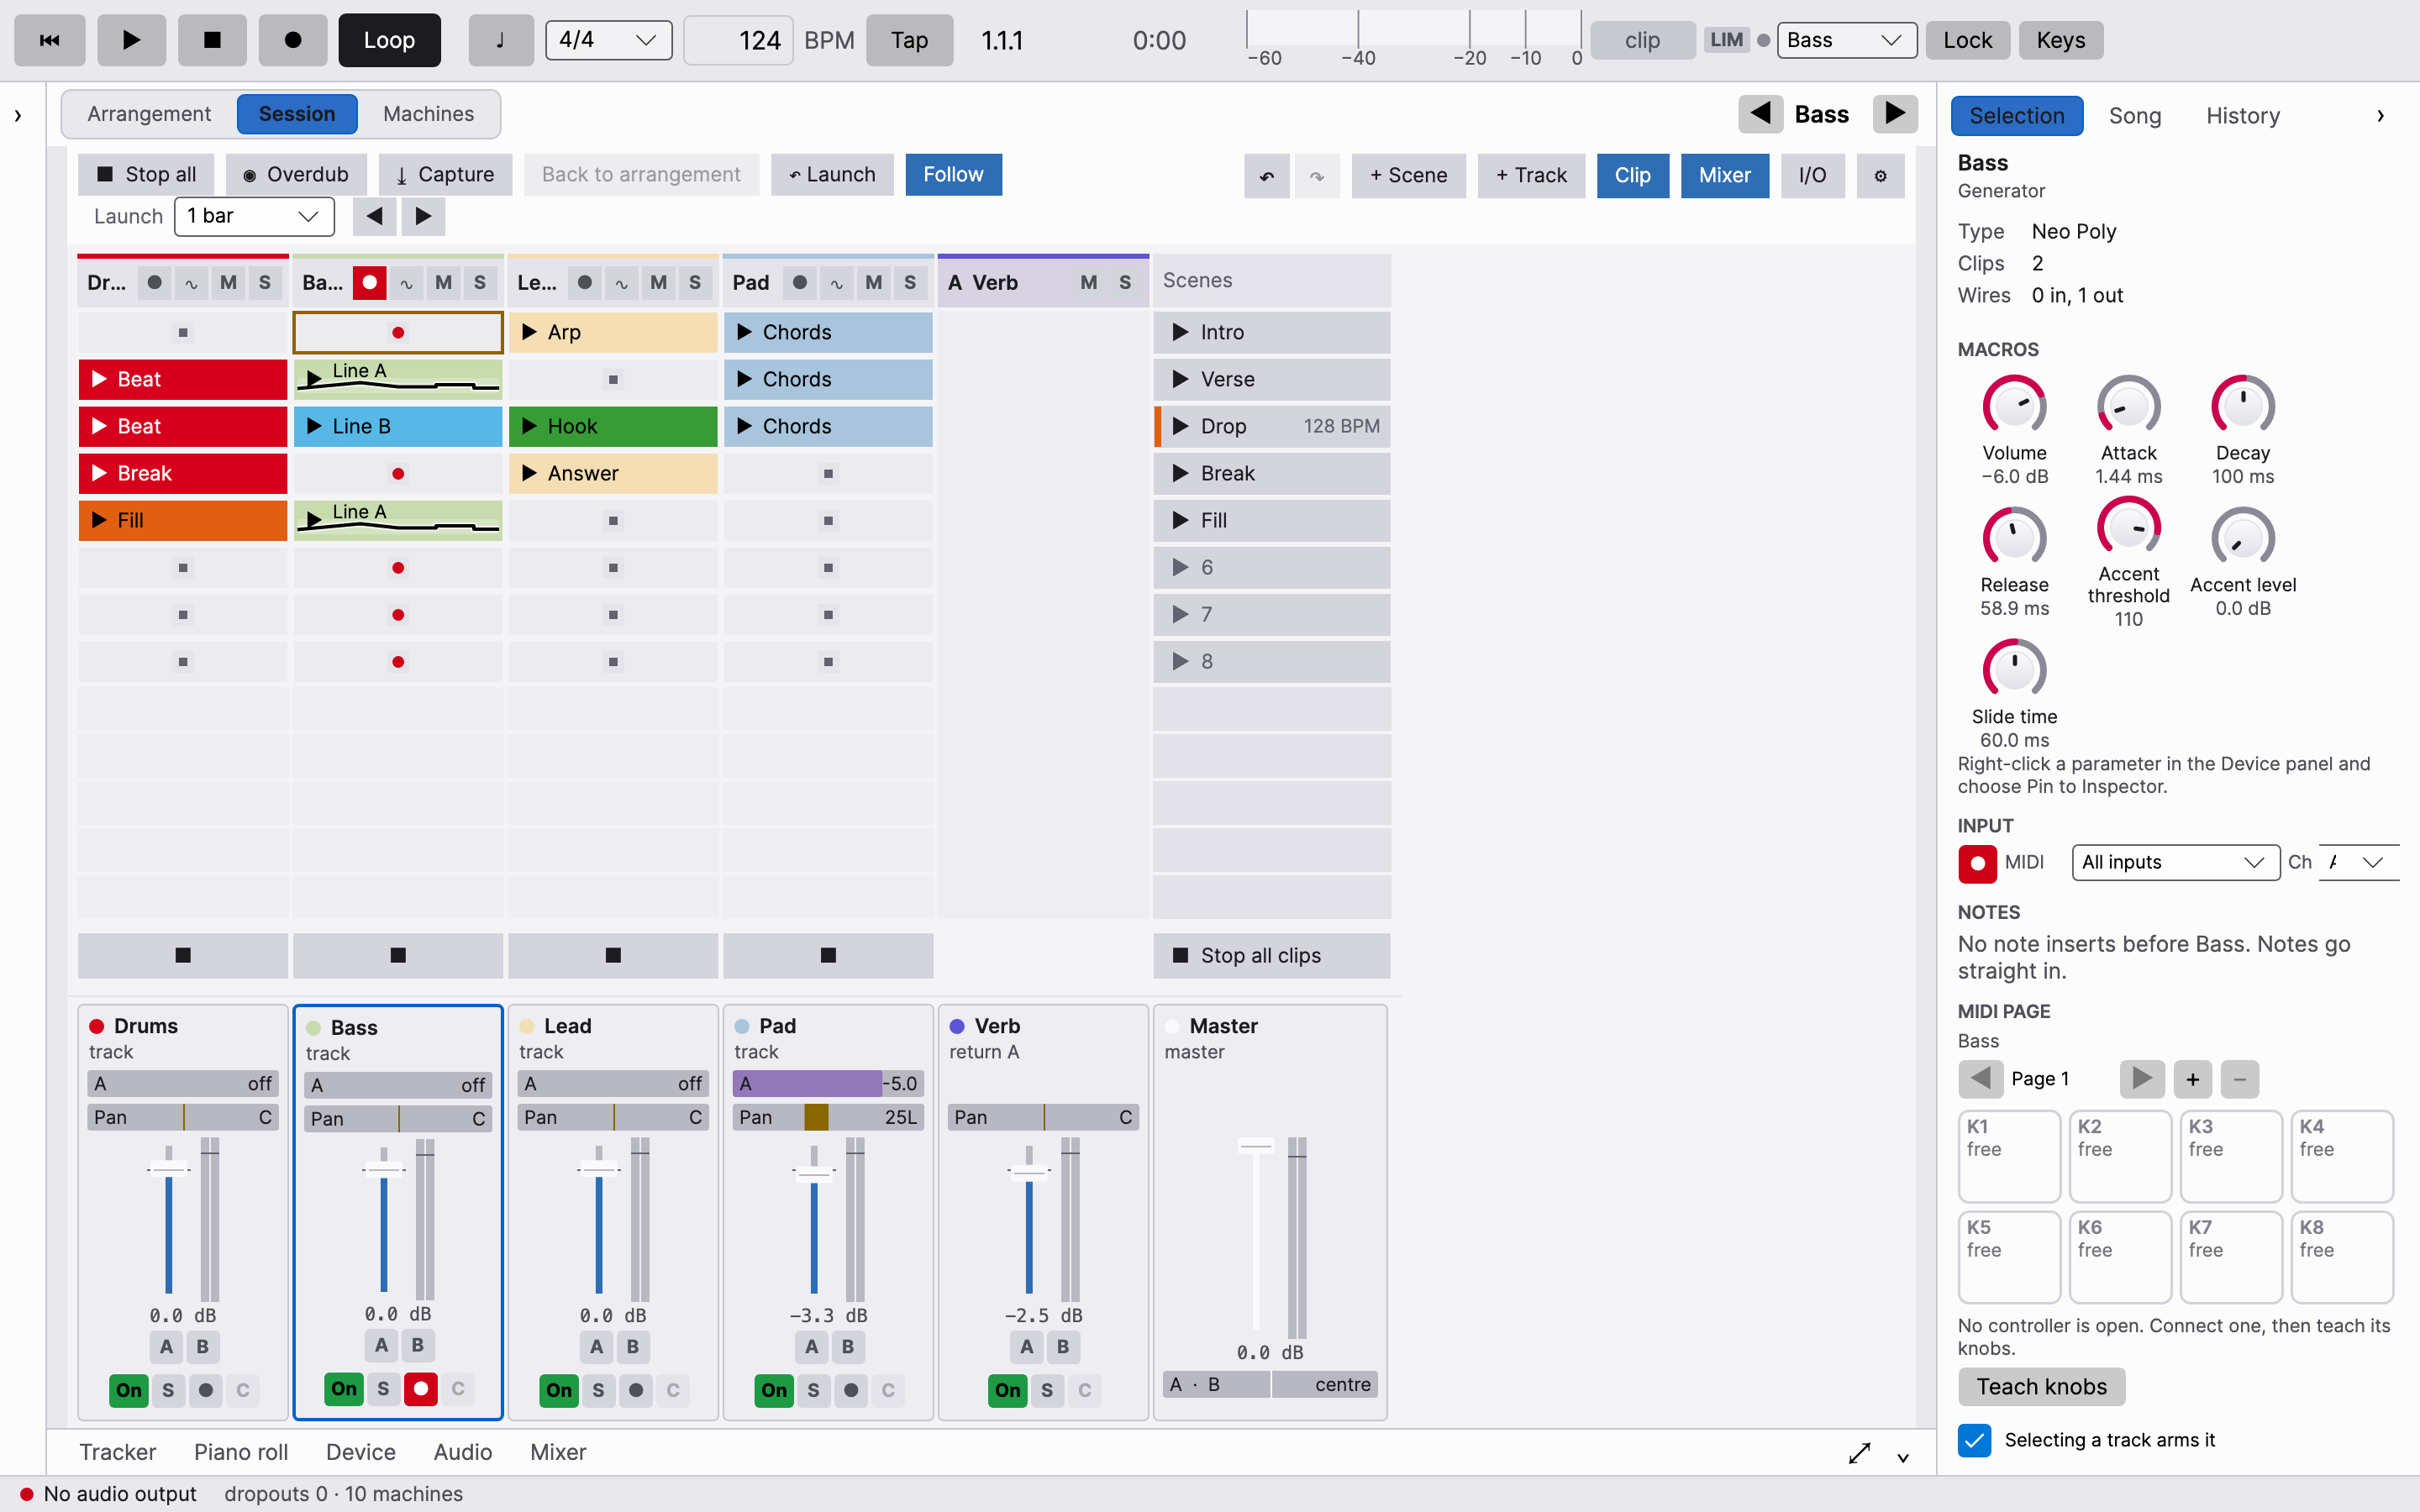 Loop
4/4
124 BPM
Tap
1.1.1
0:00
−60 −40 −20 −10 0
clip
LIM
Bass
Lock
Keys
Arrangement Session Machines
Bass
Stop all
Overdub
Capture
Back to arrangement
Launch
Follow
+ Scene
+ Track
Clip
Mixer
I/O
Launch 1 bar
Dr... M S
Ba... M S
Le... M S
Pad M S
A Verb M S
Scenes
Arp Chords Intro
Beat Line A Chords Verse
Beat Line B Hook Chords Drop 128 BPM
Break Answer Break
Fill Line A Fill
6
7
8
Stop all clips
Drums
track
A off
Pan C
0.0 dB
A B
On S C
Bass
track
A off
Pan C
0.0 dB
A B
On S C
Lead
track
A off
Pan C
0.0 dB
A B
On S C
Pad
track
A -5.0
Pan 25L
−3.3 dB
A B
On S C
Verb
return A
Pan C
−2.5 dB
A B
On S C
Master
master
0.0 dB
A · B centre
Tracker Piano roll Device Audio Mixer
No audio output dropouts 0 · 10 machines
Selection Song History
Bass
Generator
Type Neo Poly
Clips 2
Wires 0 in, 1 out
MACROS
Volume Attack Decay
−6.0 dB 1.44 ms 100 ms
Release Accent threshold Accent level
58.9 ms 110 0.0 dB
Slide time
60.0 ms
Right-click a parameter in the Device panel and
choose Pin to Inspector.
INPUT
MIDI All inputs Ch
NOTES
No note inserts before Bass. Notes go
straight in.
MIDI PAGE
Bass
Page 1 + −
K1 K2 K3 K4
free free free free
K5 K6 K7 K8
free free free free
No controller is open. Connect one, then teach its
knobs.
Teach knobs
Selecting a track arms it